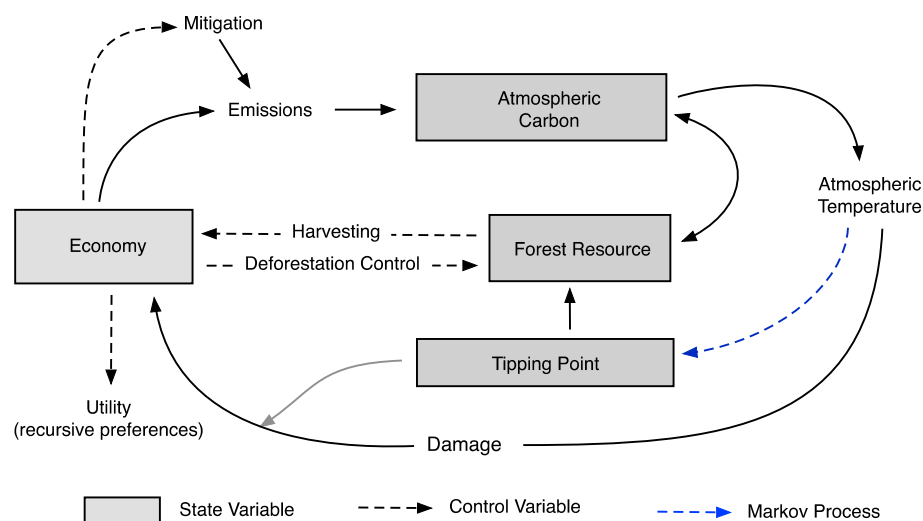 Mitigation
Emissions
Atmospheric
Carbon
Atmospheric
Temperature
Economy
Harvesting
Deforestation Control
Forest Resource
Tipping Point
Utility
(recursive preferences)
Damage
State Variable
Control Variable
Markov Process